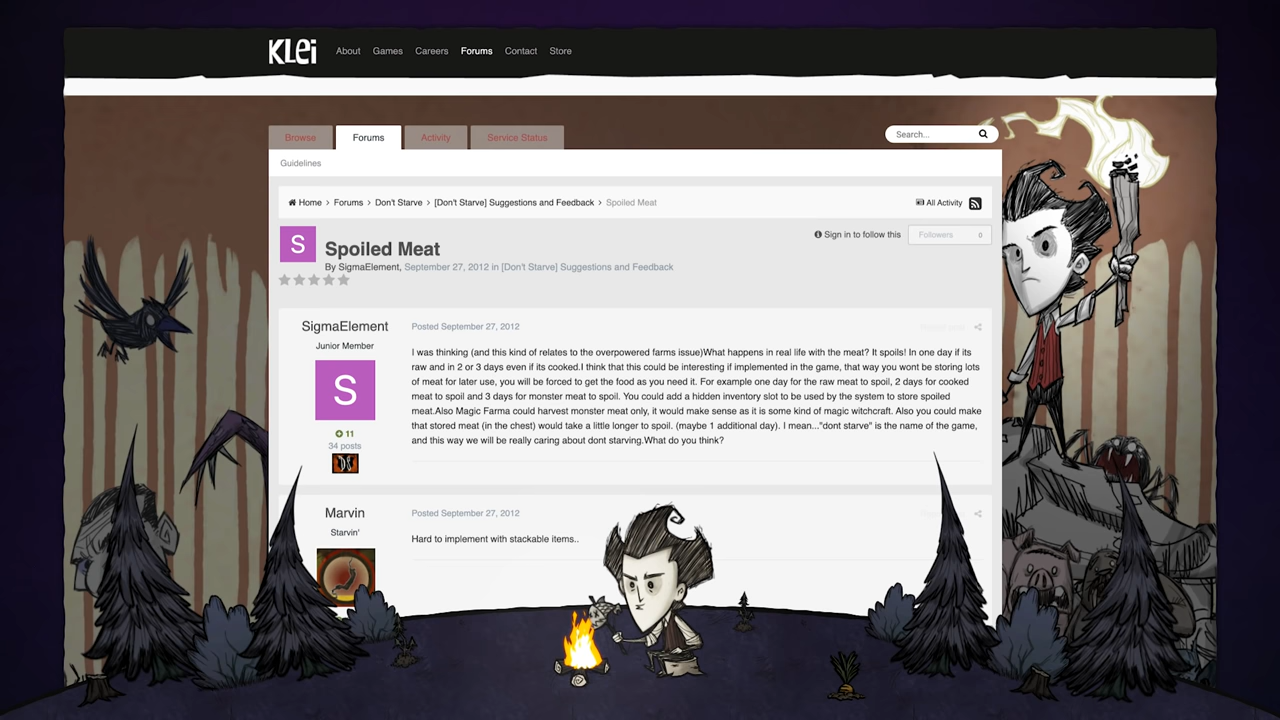 KLei About Games Careers Forums Contact Store
Browse Forums Activity Service Status Search...
Guidelines
Home > Forums > Don't Starve > [Don't Starve] Suggestions and Feedback > Spoiled Meat All Activity
S
Spoiled Meat
Sign in to follow this Followers 0
By SigmaElement, September 27, 2012 in [Don't Starve] Suggestions and Feedback
SigmaElement
Junior Member
S
11
34 posts
Posted September 27, 2012
I was thinking (and this kind of relates to the overpowered farms issue)What happens in real life with the meat? It spoils! In one day if its
raw and in 2 or 3 days even if its cooked.I think that this could be interesting if implemented in the game, that way you wont be storing lots
of meat for later use, you will be forced to get the food as you need it. For example one day for the raw meat to spoil, 2 days for cooked
meat to spoil and 3 days for monster meat to spoil. You could add a hidden inventory slot to be used by the system to store spoiled
meat.Also Magic Farma could harvest monster meat only, it would make sense as it is some kind of magic witchcraft. Also you could make
that stored meat (in the chest) would take a little longer to spoil. (maybe 1 additional day). I mean..."dont starve" is the name of the game,
and this way we will be really caring about dont starving.What do you think?
Marvin
Starvin'
Posted September 27, 2012
Hard to implement with stackable items..